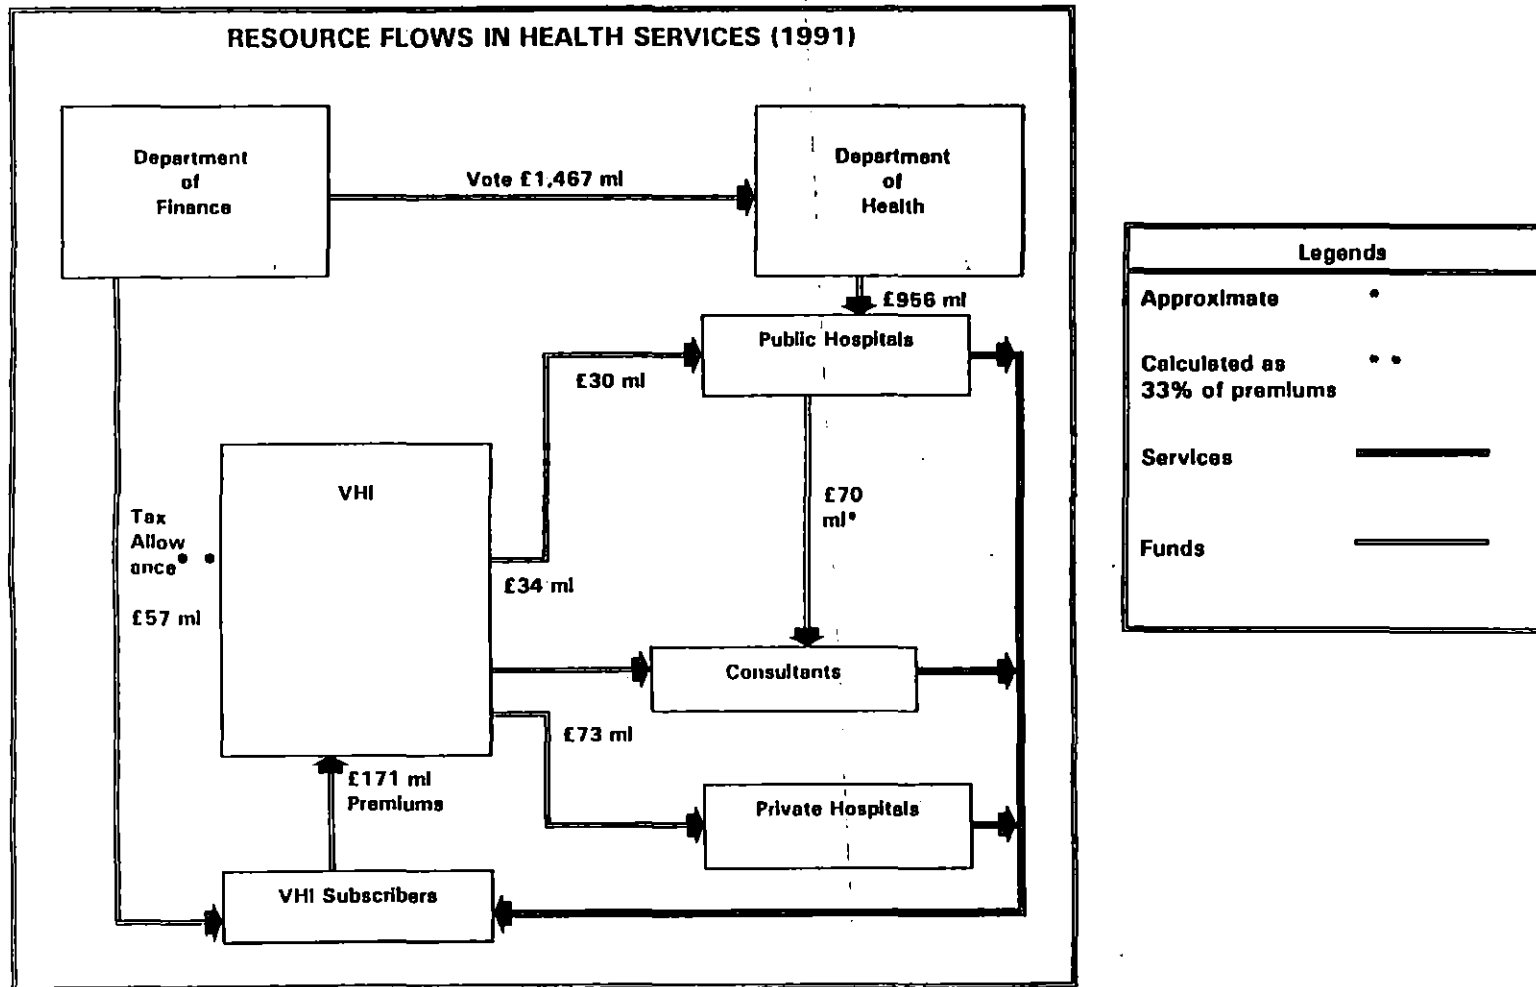 RESOURCE FLOWS IN HEALTH SERVICES (1991)
Department
of
Finance
Vote £1,467 ml
Department
of
Health
£956 ml
Public Hospitals
£30 ml
VHI
£70
ml*
Tax
Allow
ance* *
£57 ml
£34 ml
Consultants
£73 ml
£171 ml
Premiums
Private Hospitals
VHI Subscribers
Legends
Approximate *
Calculated as * *
33% of premiums
Services
Funds